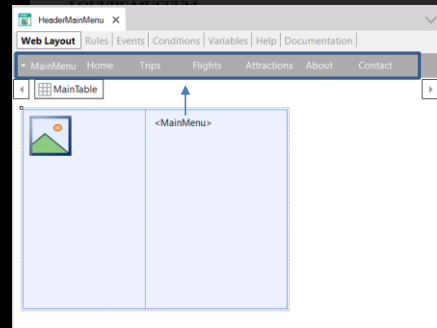 HeaderMainMenu
Web Layout Rules Events Conditions Variables Help Documentation
MainMenu Home Trips Flights Attractions About Contact
MainTable
<MainMenu>